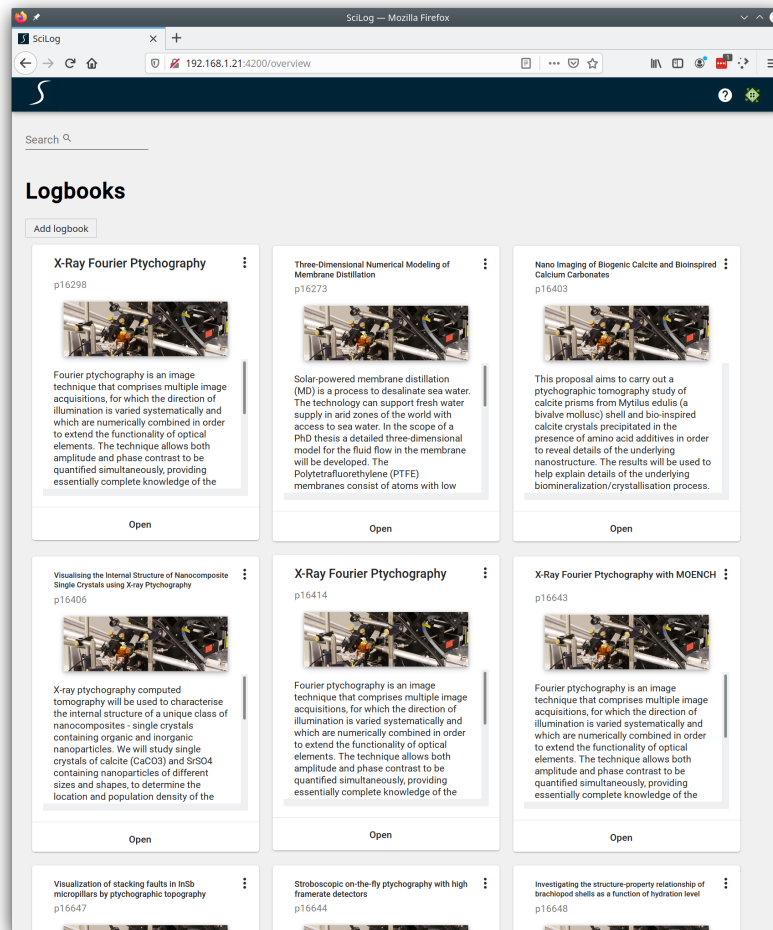 SciLog — Mozilla Firefox
SciLog
192.168.1.21:4200/overview
1
Search
Logbooks
Add logbook
X-Ray Fourier Ptychography
p16298
Fourier ptychography is an image
technique that comprises multiple image
acquisitions, for which the direction of
illumination is varied systematically and
which are numerically combined in order
to extend the functionality of optical
elements. The technique allows both
amplitude and phase contrast to be
quantified simultaneously, providing
essentially complete knowledge of the
Open
Three-Dimensional Numerical Modeling of
Membrane Distillation
p16273
Solar-powered membrane distillation
(MD) is a process to desalinate sea water.
The technology can support fresh water
supply in arid zones of the world with
access to sea water. In the scope of a
PhD thesis a detailed three-dimensional
model for the fluid flow in the membrane
will be developed. The
Polytetrafluorethylene (PTFE)
membranes consist of atoms with low
Open
Nano Imaging of Biogenic Calcite and Bioinspired
Calcium Carbonates
p16403
This proposal aims to carry out a
ptychographic tomography study of
calcite prisms from Mytilus edulis (a
bivalve mollusc) shell and bio-inspired
calcite crystals precipitated in the
presence of amino acid additives in order
to reveal details of the underlying
nanostructure. The results will be used to
help explain details of the underlying
biomineralization/crystallisation process.
Open
Visualising the Internal Structure of Nanocomposite
Single Crystals using X-ray Ptychography
p16406
X-ray ptychography computed
tomography will be used to characterise
the internal structure of a unique class of
nanocomposites - single crystals
containing organic and inorganic
nanoparticles. We will study single
crystals of calcite (CaCO3) and SrSO4
containing nanoparticles of different
sizes and shapes, to determine the
location and population density of the
Open
X-Ray Fourier Ptychography
p16414
Fourier ptychography is an image
technique that comprises multiple image
acquisitions, for which the direction of
illumination is varied systematically and
which are numerically combined in order
to extend the functionality of optical
elements. The technique allows both
amplitude and phase contrast to be
quantified simultaneously, providing
essentially complete knowledge of the
Open
X-Ray Fourier Ptychography with MOENCH
p16643
Fourier ptychography is an image
technique that comprises multiple image
acquisitions, for which the direction of
illumination is varied systematically and
which are numerically combined in order
to extend the functionality of optical
elements. The technique allows both
amplitude and phase contrast to be
quantified simultaneously, providing
essentially complete knowledge of the
Open
Visualization of stacking faults in InSb
micropillars by ptychographic topography
p16647
Stroboscopic on-the-fly ptychography with high
framerate detectors
p16644
Investigating the structure-property relationship of
brachiopod shells as a function of hydration level
p16648